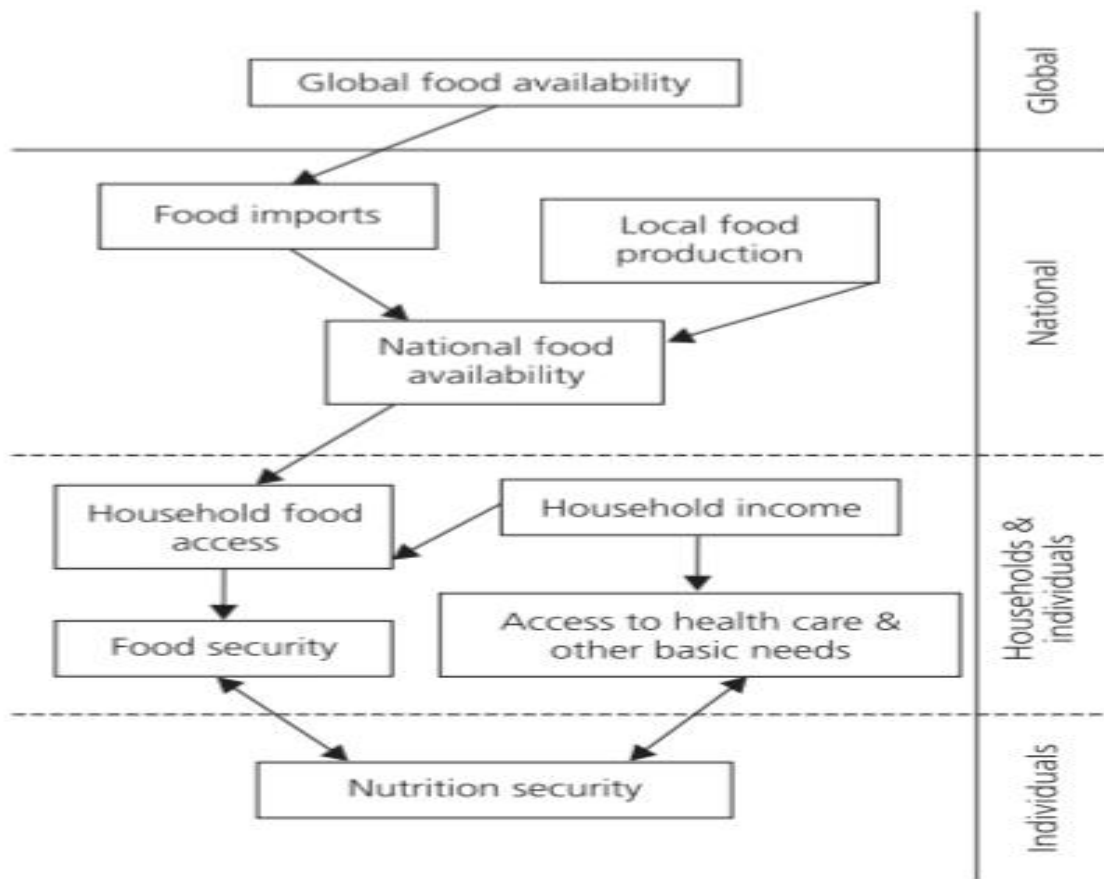 Global food availability
Global
Food imports
Local food
production
National food
availability
National
Household food
access
Household income
Food security
Access to health care &
other basic needs
Households &
individuals
Nutrition security
Individuals